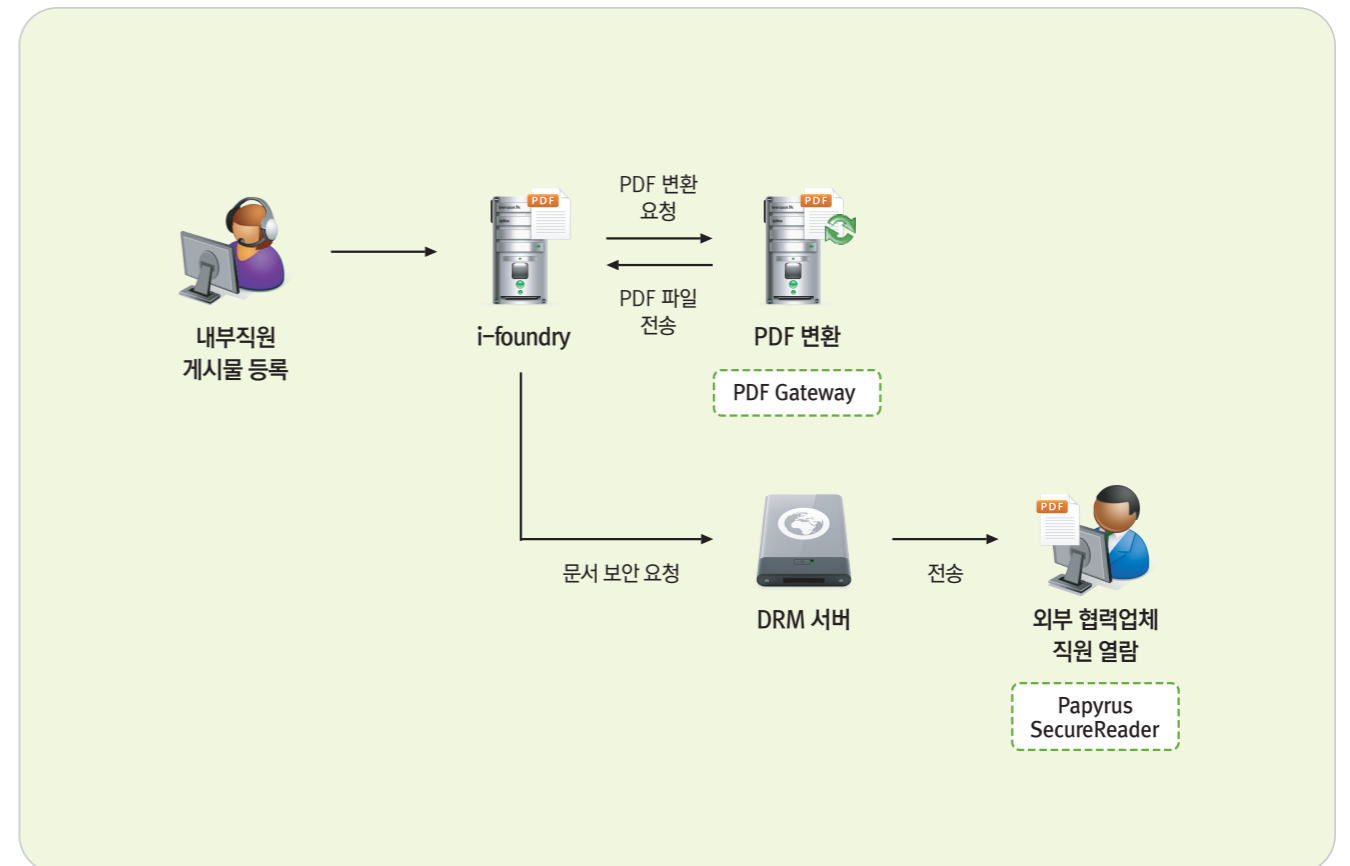 PDF 변환
요청
PDF
PDF
PDF 파일
전송
내부직원
게시물 등록
i-foundry
PDF 변환
PDF Gateway
PDF
문서 보안 요청
전송
DRM 서버
외부 협력업체
직원 열람
Papyrus
SecureReader